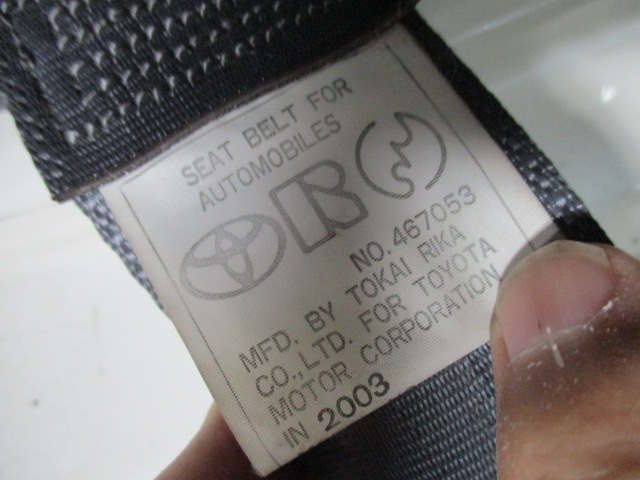 SEAT BELT FOR
AUTOMOBILES
NO. 467053
MFD. BY TOKAI RIKA
CO.,LTD. FOR TOYOTA
MOTOR CORPORATION
IN 2003